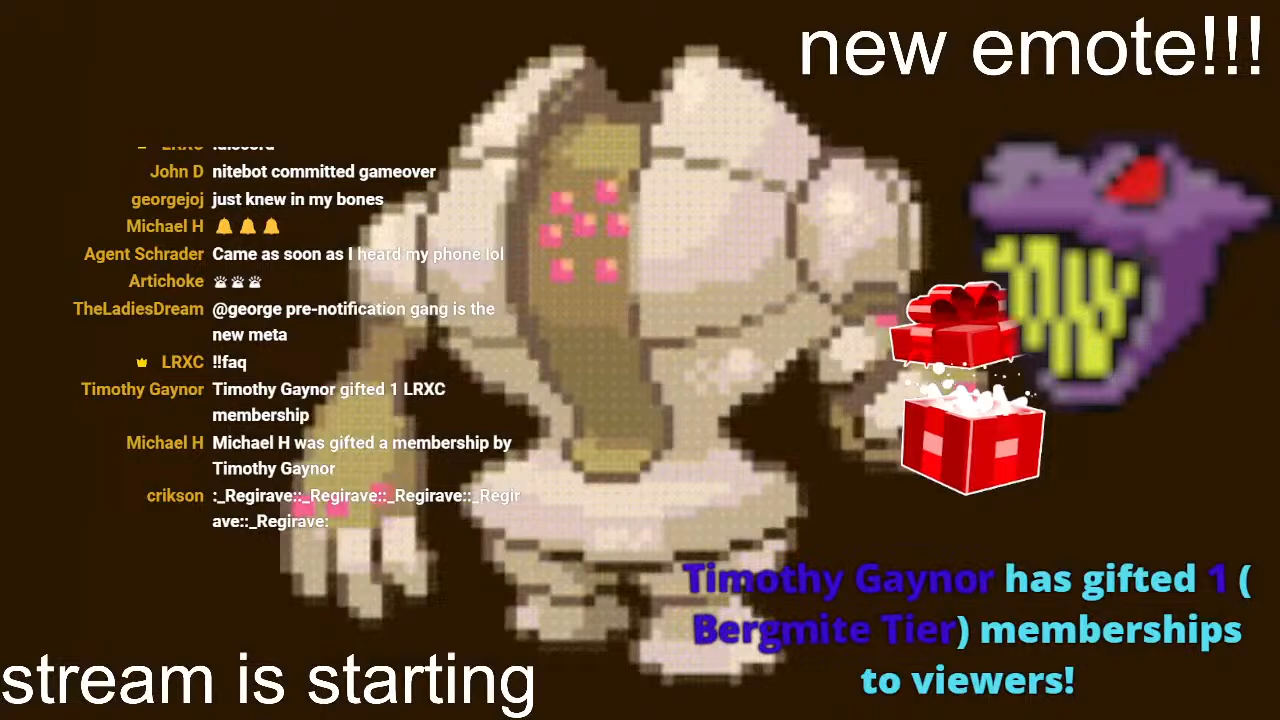 new emote!!!
LRXC !discord
John D nitebot committed gameover
georgejoj just knew in my bones
Michael H
Agent Schrader Came as soon as I heard my phone lol
Artichoke
TheLadiesDream @george pre-notification gang is the
new meta
LRXC !!faq
Timothy Gaynor Timothy Gaynor gifted 1 LRXC
membership
Michael H Michael H was gifted a membership by
Timothy Gaynor
crikson :_Regirave::_Regirave::_Regirave::_Regir
ave::_Regirave:
Timothy Gaynor has gifted 1 (
Bergmite Tier) memberships
to viewers!
stream is starting